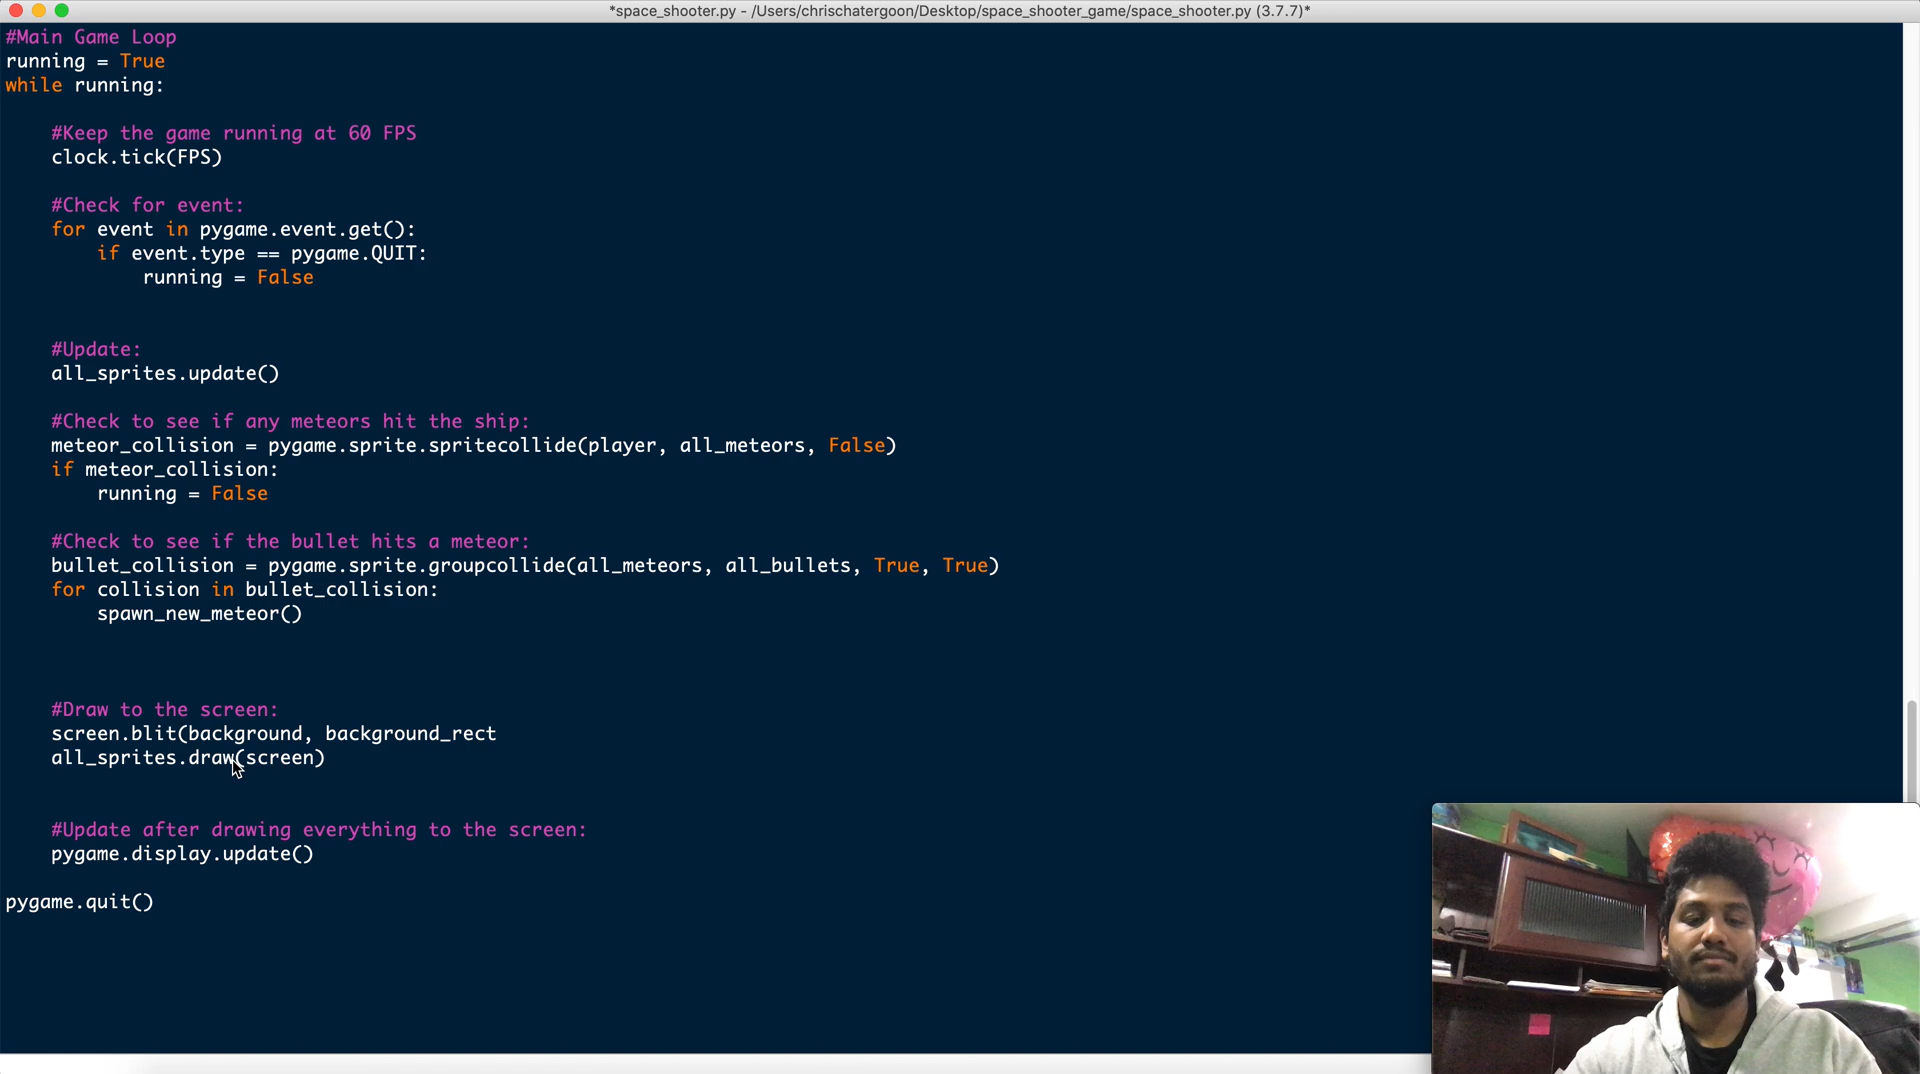 *space_shooter.py - /Users/chrischatergoon/Desktop/space_shooter_game/space_shooter.py (3.7.7)*
#Main Game Loop
running = True
while running:
#Keep the game running at 60 FPS
clock.tick(FPS)
#Check for event:
for event in pygame.event.get():
if event.type == pygame.QUIT:
running = False
#Update:
all_sprites.update()
#Check to see if any meteors hit the ship:
meteor_collision = pygame.sprite.spritecollide(player, all_meteors, False)
if meteor_collision:
running = False
#Check to see if the bullet hits a meteor:
bullet_collision = pygame.sprite.groupcollide(all_meteors, all_bullets, True, True)
for collision in bullet_collision:
spawn_new_meteor()
#Draw to the screen:
screen.blit(background, background_rect
all_sprites.draw(screen)
#Update after drawing everything to the screen:
pygame.display.update()
pygame.quit()